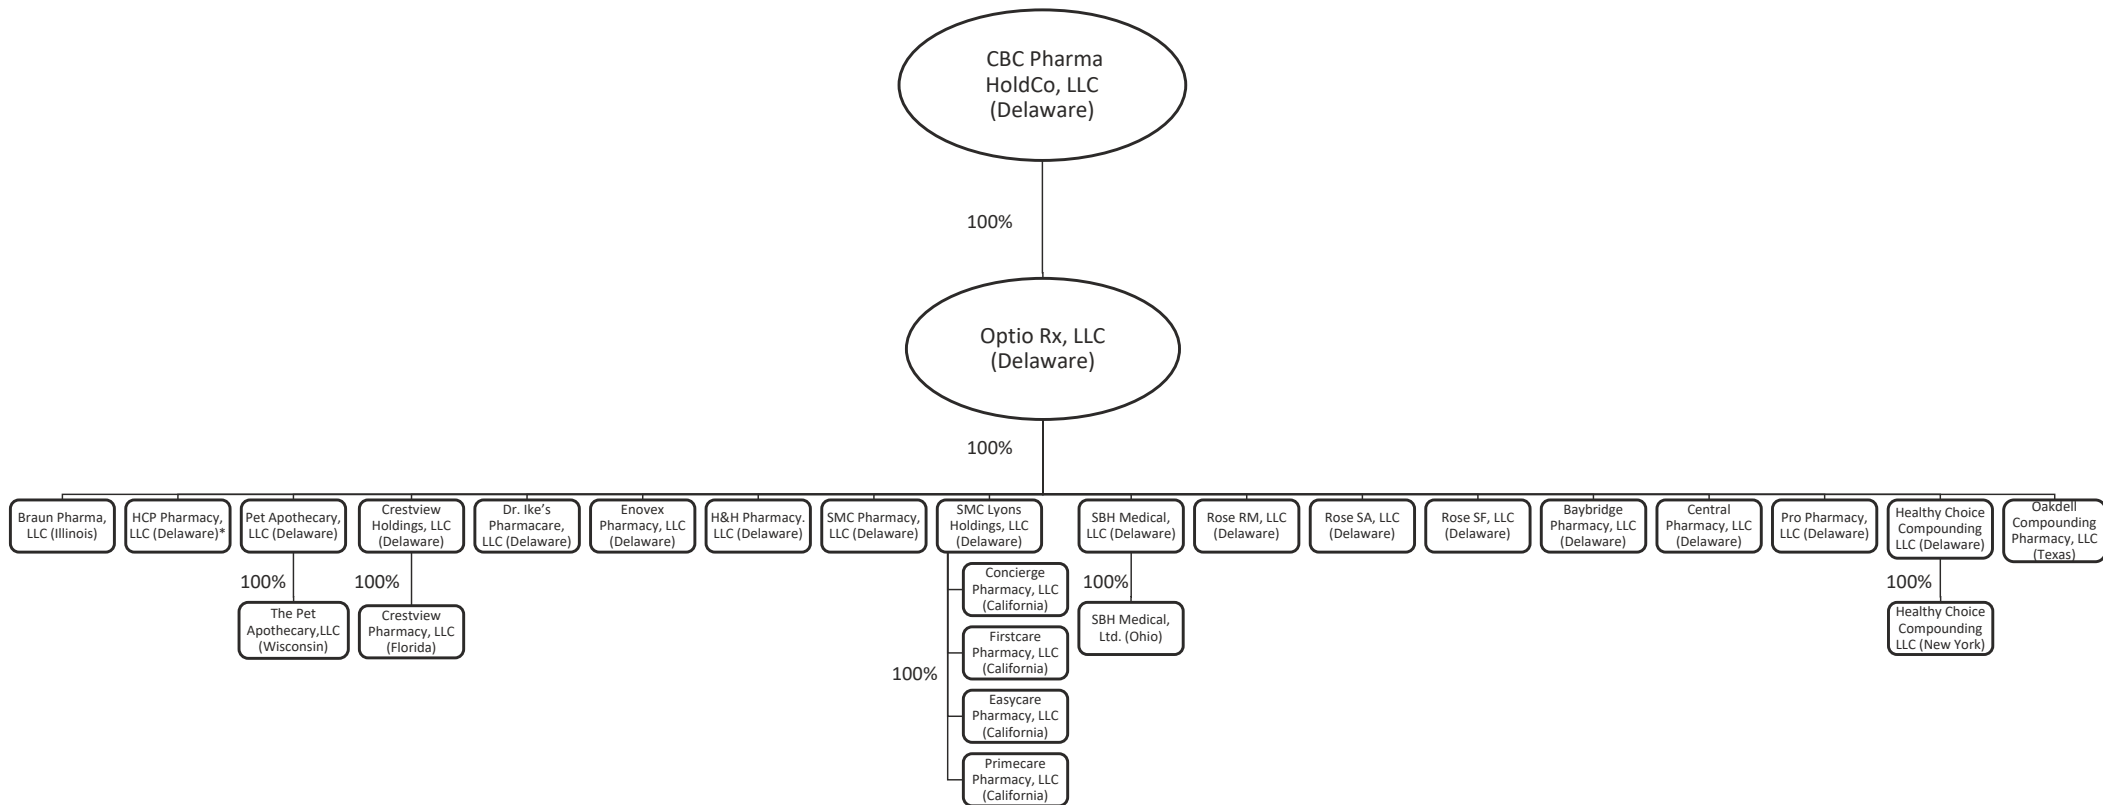 CBC Pharma
HoldCo, LLC
(Delaware)
100%
Optio Rx, LLC
(Delaware)
100%
Braun Pharma,
LLC (Illinois)
HCP Pharmacy,
LLC (Delaware)*
Pet Apothecary,
LLC (Delaware)
Crestview
Holdings, LLC
(Delaware)
Dr. Ike’s
Pharmacare,
LLC (Delaware)
Enovex
Pharmacy, LLC
(Delaware)
H&H Pharmacy.
LLC (Delaware)
SMC Pharmacy,
LLC (Delaware)
SMC Lyons
Holdings, LLC
(Delaware)
SBH Medical,
LLC (Delaware)
Rose RM, LLC
(Delaware)
Rose SA, LLC
(Delaware)
Rose SF, LLC
(Delaware)
Baybridge
Pharmacy, LLC
(Delaware)
Central
Pharmacy, LLC
(Delaware)
Pro Pharmacy,
LLC (Delaware)
Healthy Choice
Compounding
LLC (Delaware)
Oakdell
Compounding
Pharmacy, LLC
(Texas)
100%
The Pet
Apothecary,LLC
(Wisconsin)
100%
Crestview
Pharmacy, LLC
(Florida)
100%
Concierge
Pharmacy, LLC
(California)
Firstcare
Pharmacy, LLC
(California)
Easycare
Pharmacy, LLC
(California)
Primecare
Pharmacy, LLC
(California)
100%
SBH Medical,
Ltd. (Ohio)
100%
Healthy Choice
Compounding
LLC (New York)